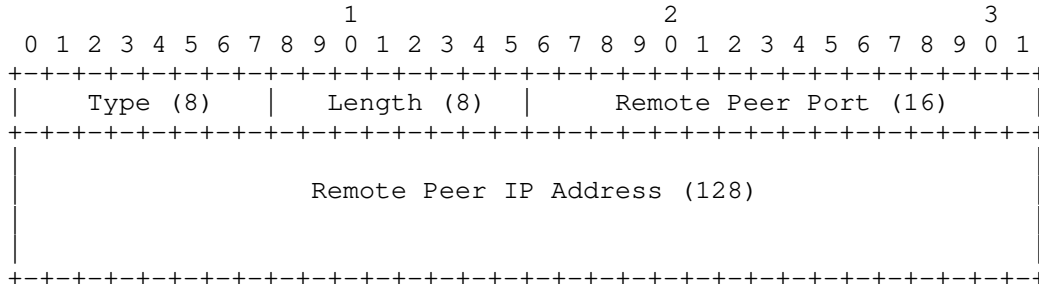 1                   2                   3
 0 1 2 3 4 5 6 7 8 9 0 1 2 3 4 5 6 7 8 9 0 1 2 3 4 5 6 7 8 9 0 1
+-+-+-+-+-+-+-+-+-+-+-+-+-+-+-+-+-+-+-+-+-+-+-+-+-+-+-+-+-+-+-+-+
|    Type (8)   |   Length (8)  |     Remote Peer Port (16)     |
+-+-+-+-+-+-+-+-+-+-+-+-+-+-+-+-+-+-+-+-+-+-+-+-+-+-+-+-+-+-+-+-+
|                                                               |
|                  Remote Peer IP Address (128)                 |
|                                                               |
|                                                               |
+-+-+-+-+-+-+-+-+-+-+-+-+-+-+-+-+-+-+-+-+-+-+-+-+-+-+-+-+-+-+-+-+